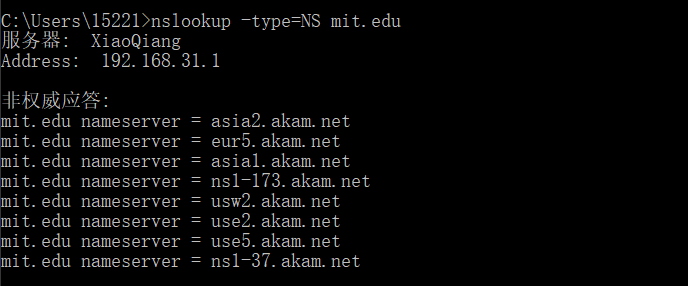 C:\Users\15221>nslookup -type=NS mit.edu
服务器:  XiaoQiang
Address:  192.168.31.1
非权威应答:
mit.edu nameserver = asia2.akam.net
mit.edu nameserver = eur5.akam.net
mit.edu nameserver = asia1.akam.net
mit.edu nameserver = ns1-173.akam.net
mit.edu nameserver = usw2.akam.net
mit.edu nameserver = use2.akam.net
mit.edu nameserver = use5.akam.net
mit.edu nameserver = ns1-37.akam.net